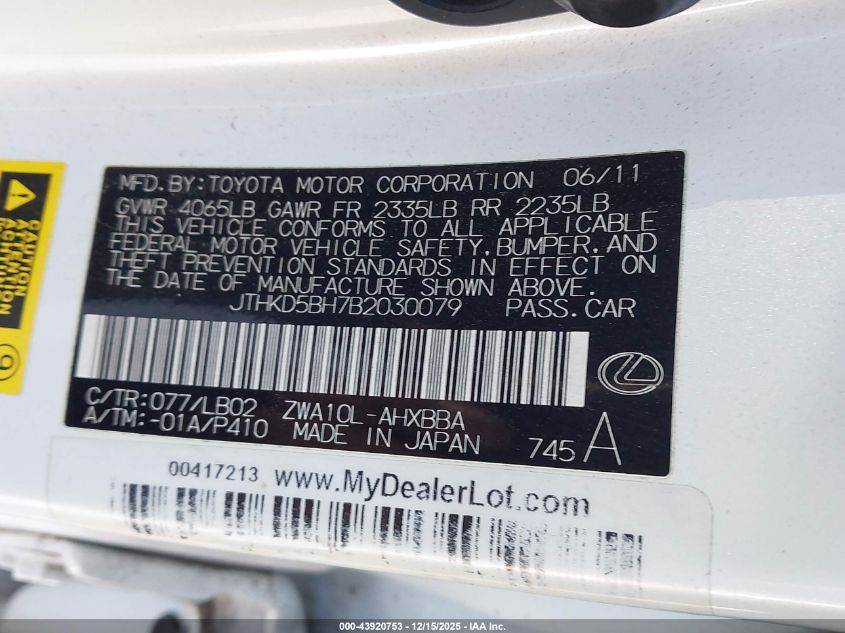 MFD.BY:TOYOTA MOTOR CORPORATION 06/11
GVWR 4065LB GAWR FR 2335LB RR 2235LB
THIS VEHICLE CONFORMS TO ALL APPLICABLE
FEDERAL MOTOR VEHICLE SAFETY,BUMPER,AND
THEFT PREVENTION STANDARDS IN EFFECT ON
THE DATE OF MANUFACTURE SHOWN ABOVE.
JTHKD5BH7B2030079 PASS.CAR
C/TR:077/LB02 ZWA10L-AHXBBA
A/TM:-01A/P410 MADE IN JAPAN 745 A
00417213 www.MyDealerLot.com
CAUTION
ATTENTION
ACHTUNG
000-43920753 - 12/15/2025 - IAA Inc.